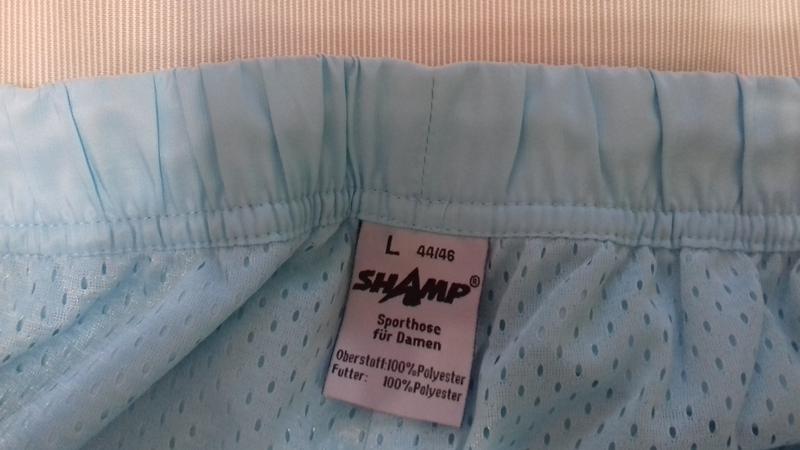 L 44/46
SHAMP®
Sporthose
für Damen
Oberstoff:100%Polyester
Futter: 100%Polyester